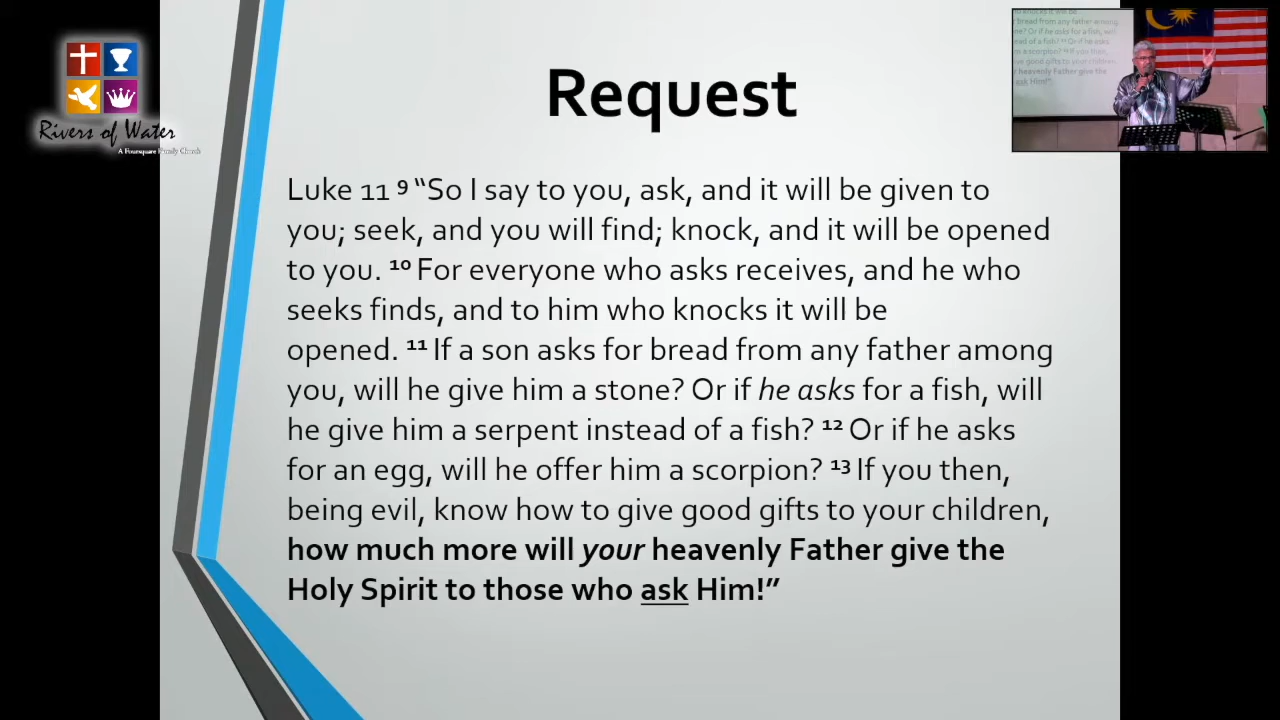 Rivers of Water
A Foursquare Family Church
Request
Luke 11 9 “So I say to you, ask, and it will be given to
you; seek, and you will find; knock, and it will be opened
to you. 10 For everyone who asks receives, and he who
seeks finds, and to him who knocks it will be
opened. 11 If a son asks for bread from any father among
you, will he give him a stone? Or if he asks for a fish, will
he give him a serpent instead of a fish? 12 Or if he asks
for an egg, will he offer him a scorpion? 13 If you then,
being evil, know how to give good gifts to your children,
how much more will your heavenly Father give the
Holy Spirit to those who ask Him!”